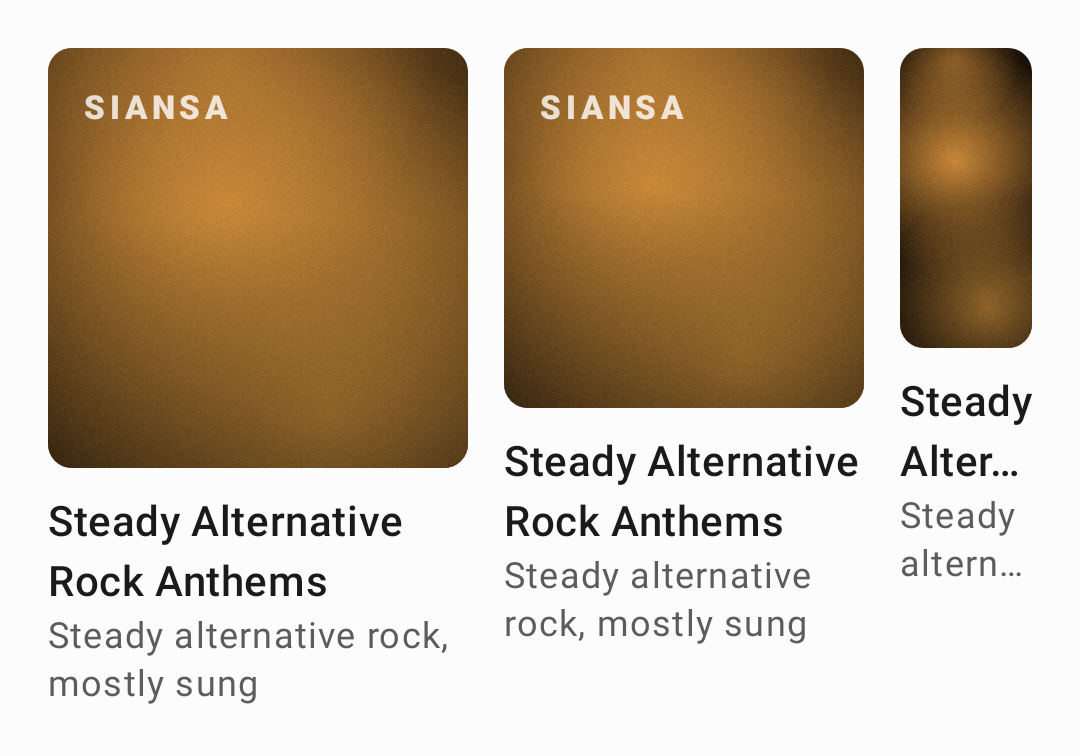 SIANSA
Steady Alternative
Rock Anthems
Steady alternative rock,
mostly sung
SIANSA
Steady Alternative
Rock Anthems
Steady alternative
rock, mostly sung
Steady
Alter…
Steady
altern…